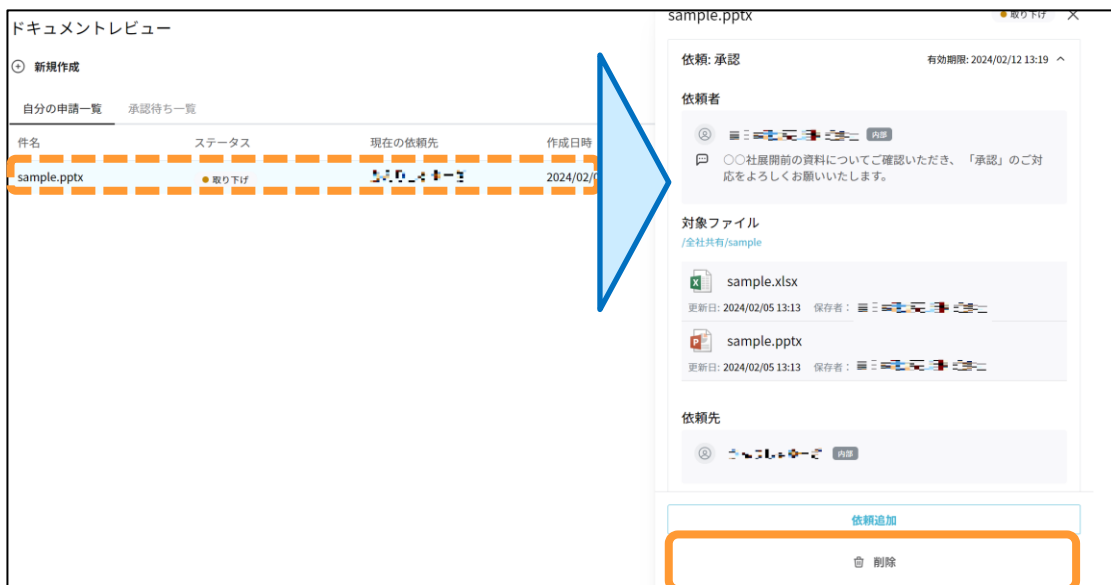 ドキュメントレビュー
新規作成
自分の申請一覧 承認待ち一覧
件名 ステータス 現在の依頼先 作成日時
sample.pptx 取り下げ 2024/02/0
sample.pptx 取り下げ
依頼: 承認 有効期限: 2024/02/12 13:19
依頼者
内部
○○社展開前の資料についてご確認いただき、「承認」のご対
応をよろしくお願いいたします。
対象ファイル
/全社共有/sample
sample.xlsx
更新日: 2024/02/05 13:13 保存者：
sample.pptx
更新日: 2024/02/05 13:13 保存者：
依頼先
内部
依頼追加
削除